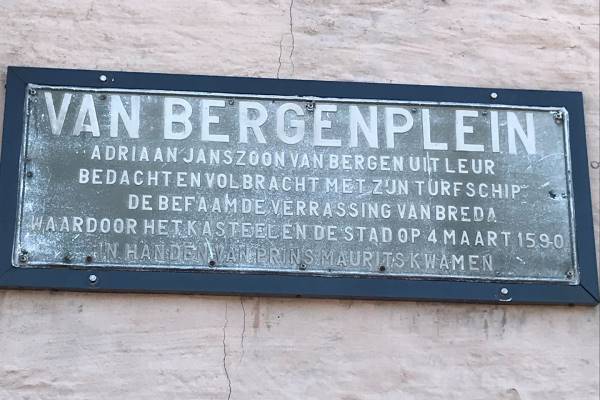 VAN BERGENPLEIN
ADRIAAN JANSZOON VAN BERGEN UIT LEUR
BEDACHT EN VOLBRACHT MET ZIJN TURFSCHIP
DE BEFAAMDE VERRASSING VAN BREDA
WAARDOOR HET KASTEEL EN DE STAD OP 4 MAART 1590
IN HANDEN VAN PRINS MAURITS KWAMEN